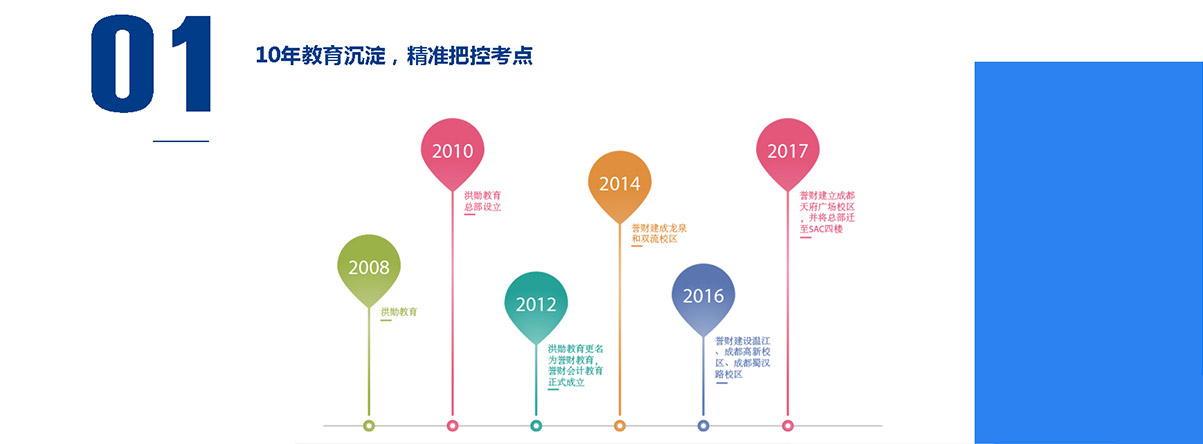 01
10年教育沉淀，精准把控考点
2008
洪勋教育
2010
洪勋教育
总部设立
2012
洪勋教育更名
为誉财教育，
誉财会计教育
正式成立
2014
誉财建成龙泉
和双流校区
2016
誉财建设温江
、成都高新校
区、成都蜀汉
路校区
2017
誉财建立成都
天府广场校区
，并将总部迁
至SAC四楼